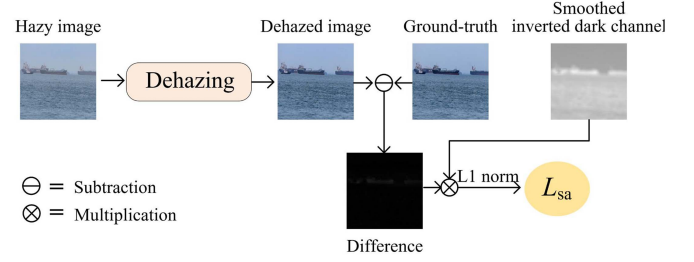 Hazy image
Dehazed image
Ground-truth
Smoothed
inverted dark channel
Dehazing
L1 norm
Lsa
= Subtraction
= Multiplication
Difference